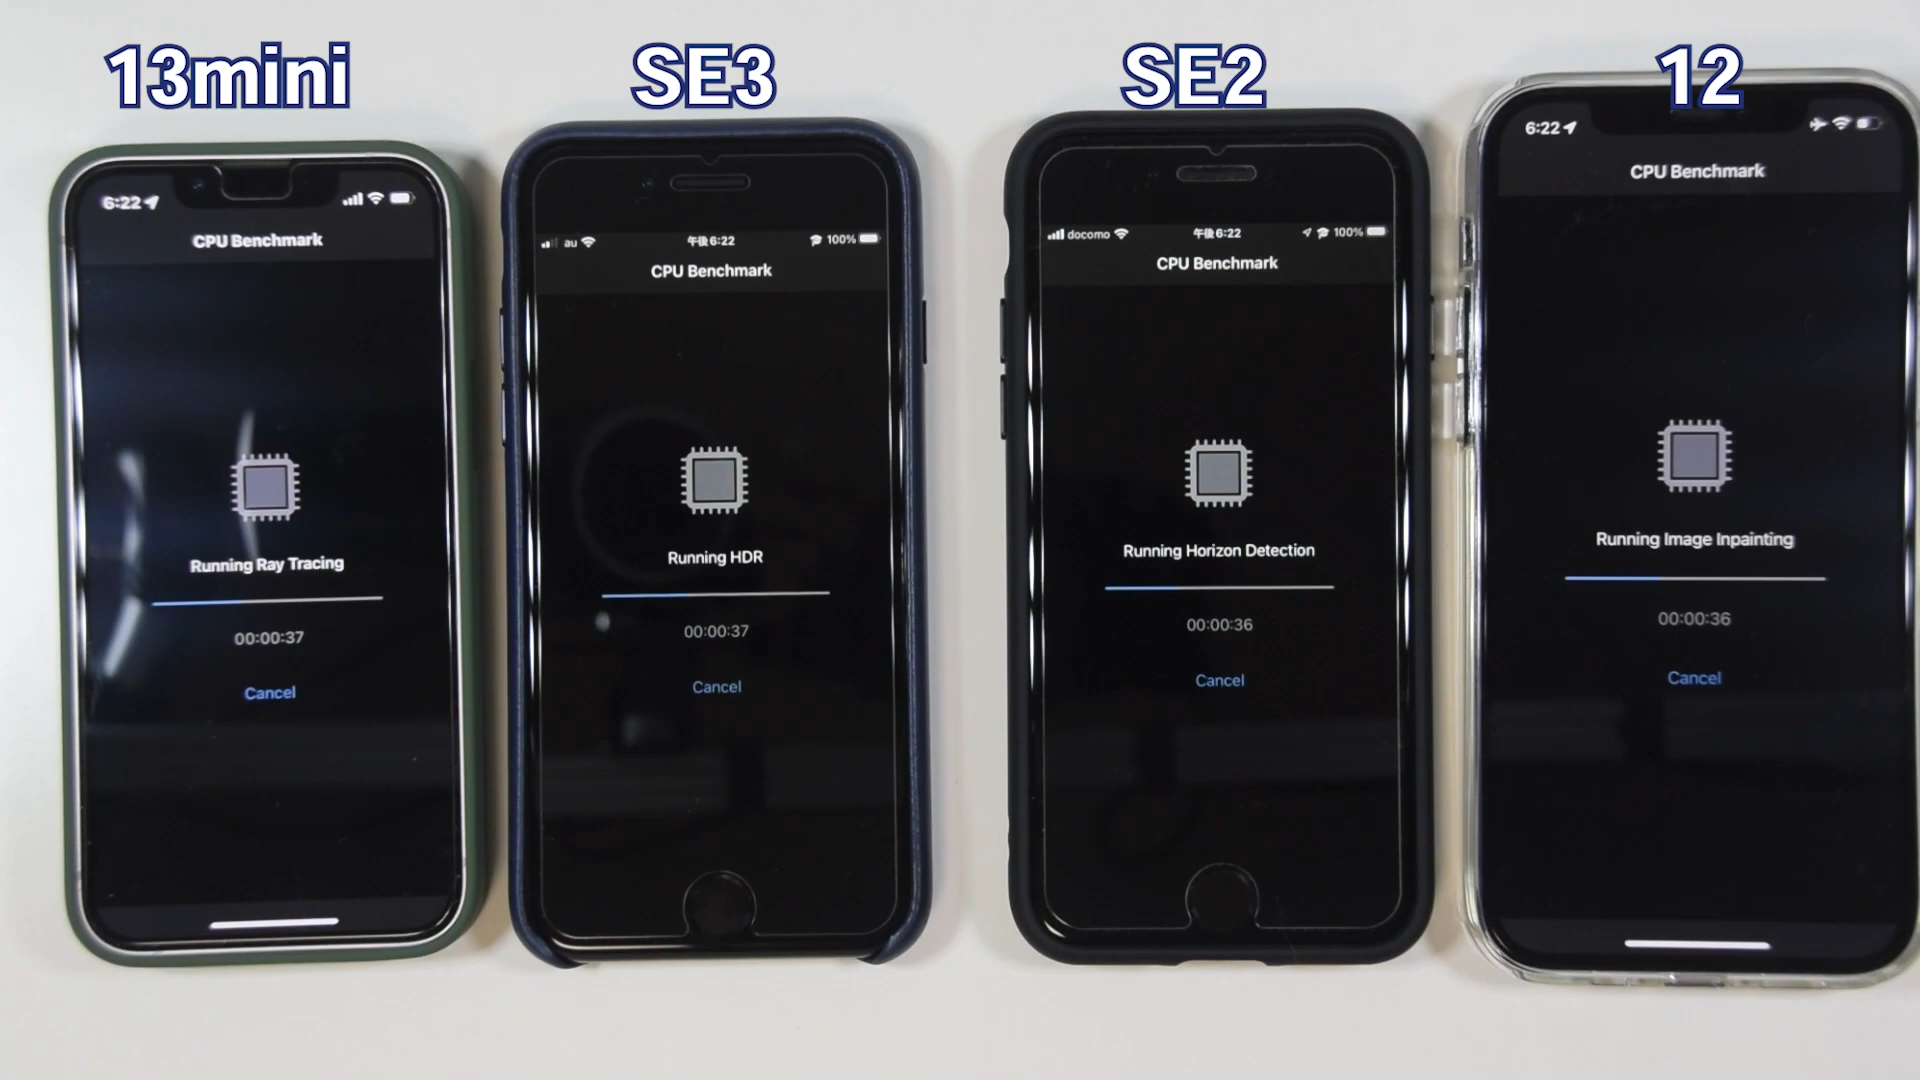 13mini
SE3
SE2
12
6:22
CPU Benchmark
Running Ray Tracing
00:00:37
Cancel
au
午後6:22
100%
CPU Benchmark
Running HDR
00:00:37
Cancel
docomo
午後6:22
100%
CPU Benchmark
Running Horizon Detection
00:00:36
Cancel
6:22
CPU Benchmark
Running Image Inpainting
00:00:36
Cancel